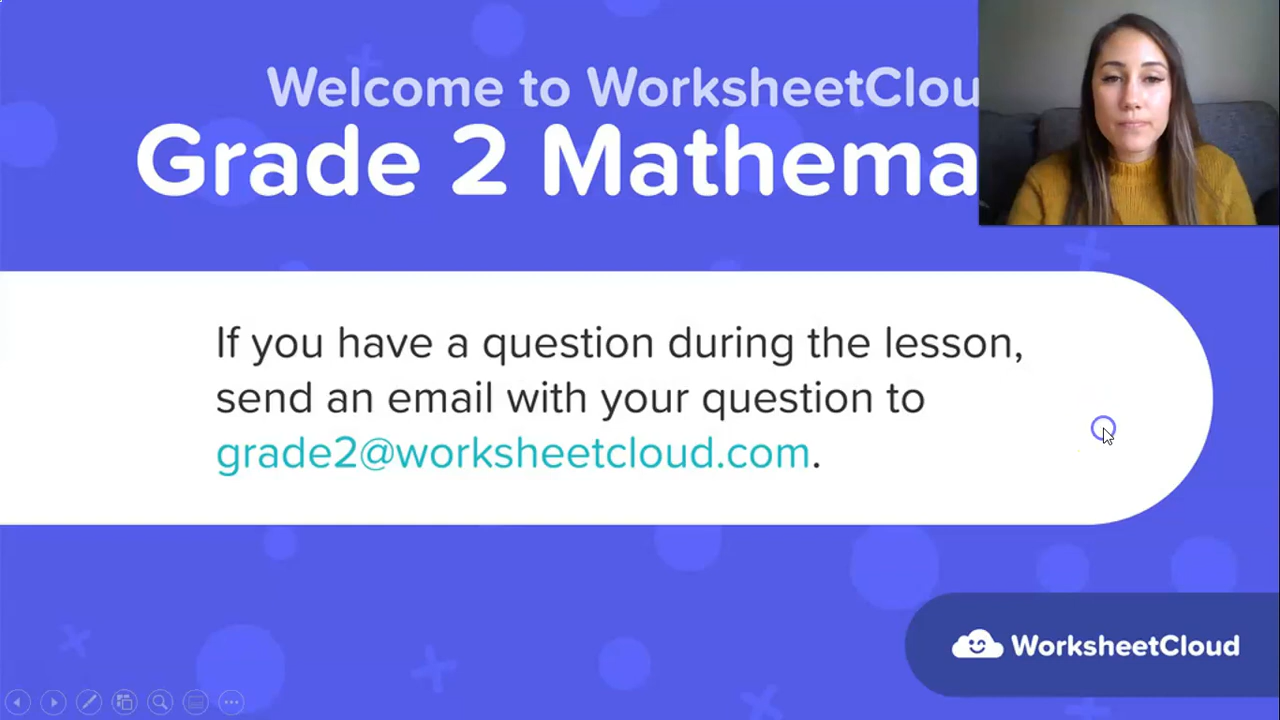 Welcome to WorksheetClou
Grade 2 Mathema
If you have a question during the lesson,
send an email with your question to
grade2@worksheetcloud.com.
WorksheetCloud